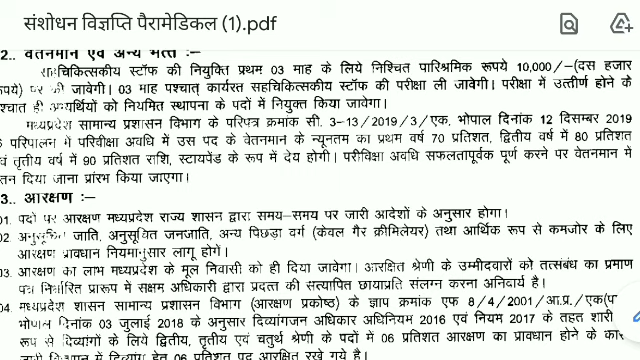 संशोधन विज्ञप्ति पैरामेडिकल (1).pdf
2.. वेतनमान एवं अन्य भत्ते :–
सहचिकित्सकीय स्टॉफ की नियुक्ति प्रथम 03 माह के लिये निश्चित पारिश्रमिक रूपये 10,000/–(दस हजार
पये) पर की जावेगी। 03 माह पश्चात् कार्यरत सहचिकित्सकीय स्टॉफ की परीक्षा ली जावेगी। परीक्षा में उत्तीर्ण होने के
श्चात ही अभ्यर्थियों को नियमित स्थापना के पदों में नियुक्त किया जावेगा।
मध्यप्रदेश सामान्य प्रशासन विभाग के परिपत्र क्रमांक सी. 3–13/2019/3/एक, भोपाल दिनांक 12 दिसम्बर 2019
परिपालन में परिवीक्षा अवधि में उस पद के वेतनमान के न्यूनतम का प्रथम वर्ष 70 प्रतिशत, द्वितीय वर्ष में 80 प्रतिशत
वं तृतीय वर्ष में 90 प्रतिशत राशि, स्टायपेंड के रूप में देय होगी। परीविक्षा अवधि सफलतापूर्वक पूर्ण करने पर वेतनमान में
तन दिया जाना प्रारंभ किया जाएगा।
3.. आरक्षण :–
01. पदों पर आरक्षण मध्यप्रदेश राज्य शासन द्वारा समय–समय पर जारी आदेशों के अनुसार होगा।
02. अनुसूचित जाति, अनुसूचित जनजाति, अन्य पिछड़ा वर्ग (केवल गैर क्रीमिलेयर) तथा आर्थिक रूप से कमजोर के लिए
आरक्षण प्रावधान नियमानुसार लागू होगें।
03. आरक्षण का लाभ मध्यप्रदेश के मूल निवासी को ही दिया जावेगा। आरक्षित श्रेणी के उम्मीदवारों को तत्संबंध का प्रमाण
पत्र निर्धारित प्रारूप में सक्षम अधिकारी द्वारा प्रदत्त की सत्यापित छायाप्रति संलग्न करना अनिवार्य है।
04. मध्यप्रदेश शासन सामान्य प्रशासन विभाग (आरक्षण प्रकोष्ठ) के ज्ञाप क्रमांक एफ 8/4/2001/आ.प्र./एक(पा
भोपाल दिनांक 03 जुलाई 2018 के अनुसार दिव्यांगजन अधिकार अधिनियम 2016 एवं नियम 2017 के तहत शारी
रूप से दिव्यांगों के लिये द्वितीय, तृतीय एवं चतुर्थ श्रेणी के पदों में 06 प्रतिशत आरक्षण का प्रावधान होने के कार
विज्ञापन में दिव्यांग हेतु 06 प्रतिशत पद आरक्षित रखे गये है।